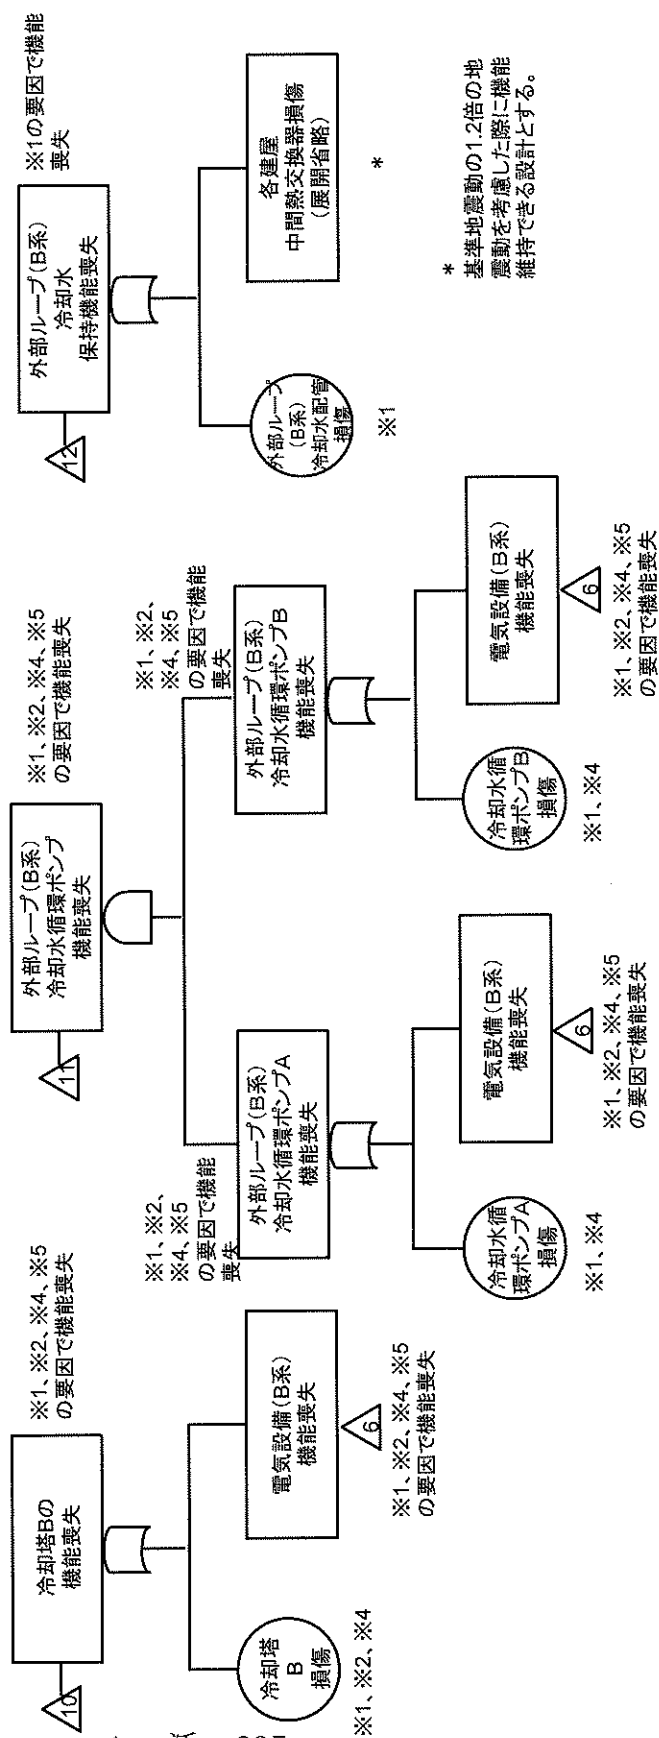 10
冷却塔Bの
機能喪失
※1、※2、※4、※5
の要因で機能喪失
冷却塔
B
損傷
※1、※2、※4
電気設備(B系)
機能喪失
6
※1、※2、※4、※5
の要因で機能喪失
11
外部ループ(B系)
冷却水循環ポンプ
機能喪失
※1、※2、※4、※5
の要因で機能喪失
※1、※2、
※4、※5
の要因で機能
喪失
外部ループ(B系)
冷却水循環ポンプA
機能喪失
冷却水循
環ポンプA
損傷
※1、※4
電気設備(B系)
機能喪失
6
※1、※2、※4、※5
の要因で機能喪失
※1、※2、
※4、※5
の要因で機能
喪失
外部ループ(B系)
冷却水循環ポンプB
機能喪失
冷却水循
環ポンプB
損傷
※1、※4
電気設備(B系)
機能喪失
6
※1、※2、※4、※5
の要因で機能喪失
12
外部ループ(B系)
冷却水
保持機能喪失
※1の要因で機能
喪失
外部ループ
(B系)
冷却水配管
損傷
※1
各建屋
中間熱交換器損傷
(展開省略)
*
*
基準地震動の1.2倍の地
震動を考慮した際に機能
維持できる設計とする。